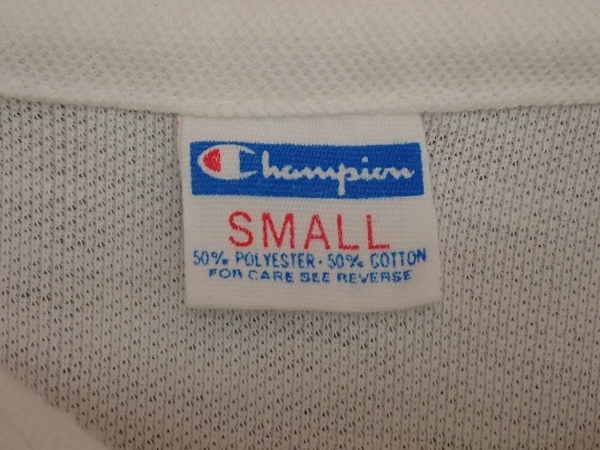 Champion
SMALL
50% POLYESTER · 50% COTTON
FOR CARE SEE REVERSE